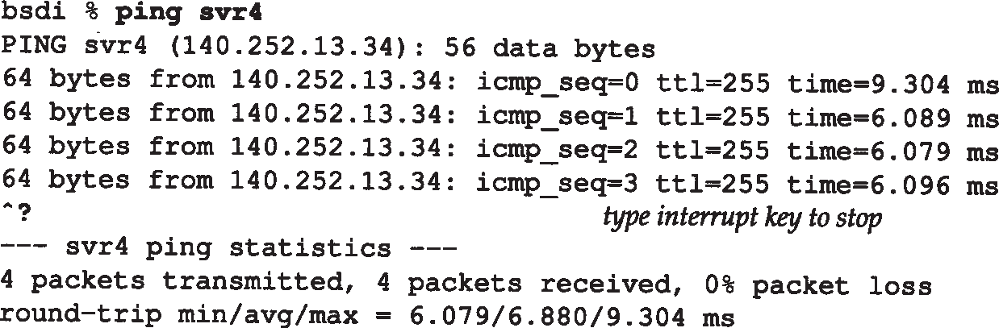 bsdi % ping svr4
PING svr4 (140.252.13.34): 56 data bytes
64 bytes from 140.252.13.34: icmp_seq=0 ttl=255 time=9.304 ms
64 bytes from 140.252.13.34: icmp_seq=1 ttl=255 time=6.089 ms
64 bytes from 140.252.13.34: icmp_seq=2 ttl=255 time=6.079 ms
64 bytes from 140.252.13.34: icmp_seq=3 ttl=255 time=6.096 ms
^? type interrupt key to stop
--- svr4 ping statistics ---
4 packets transmitted, 4 packets received, 0% packet loss
round-trip min/avg/max = 6.079/6.880/9.304 ms